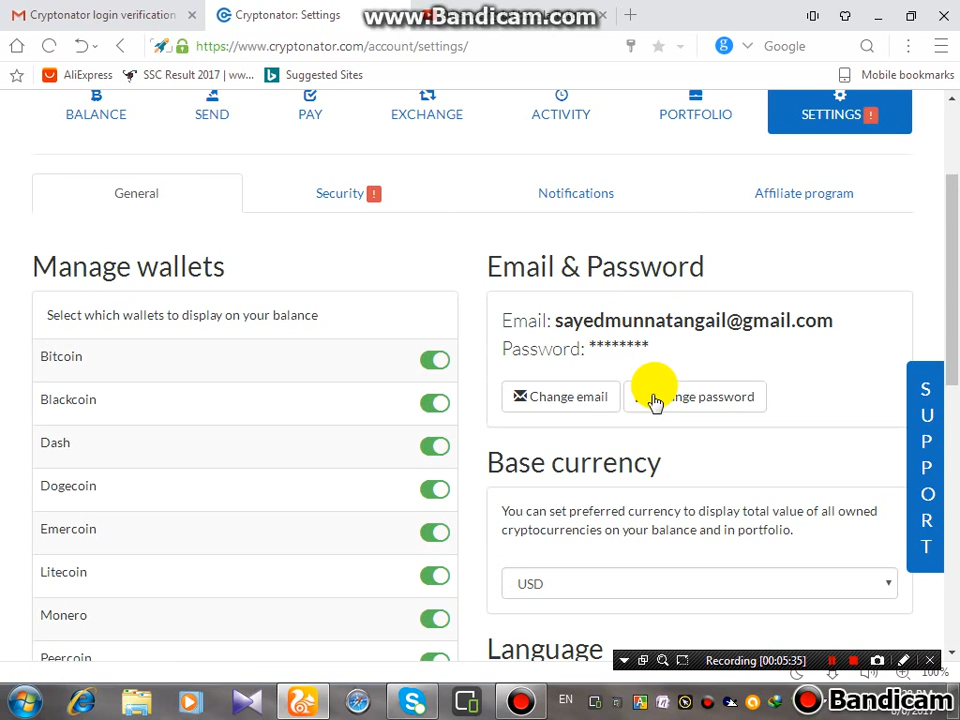 Cryptonator login verification
Cryptonator: Settings
www.Bandicam.com
https://www.cryptonator.com/account/settings/
Google
AliExpress
SSC Result 2017 | ww...
Suggested Sites
Mobile bookmarks
BALANCE
SEND
PAY
EXCHANGE
ACTIVITY
PORTFOLIO
SETTINGS !
General
Security !
Notifications
Affiliate program
Manage wallets
Select which wallets to display on your balance
Bitcoin
Blackcoin
Dash
Dogecoin
Emercoin
Litecoin
Monero
Peercoin
Email & Password
Email: sayedmunnatangail@gmail.com
Password: ********
Change email
password
Base currency
You can set preferred currency to display total value of all owned
cryptocurrencies on your balance and in portfolio.
USD
Language
SUPPORT
Recording [00:05:35]
100%
EN
Bandicam